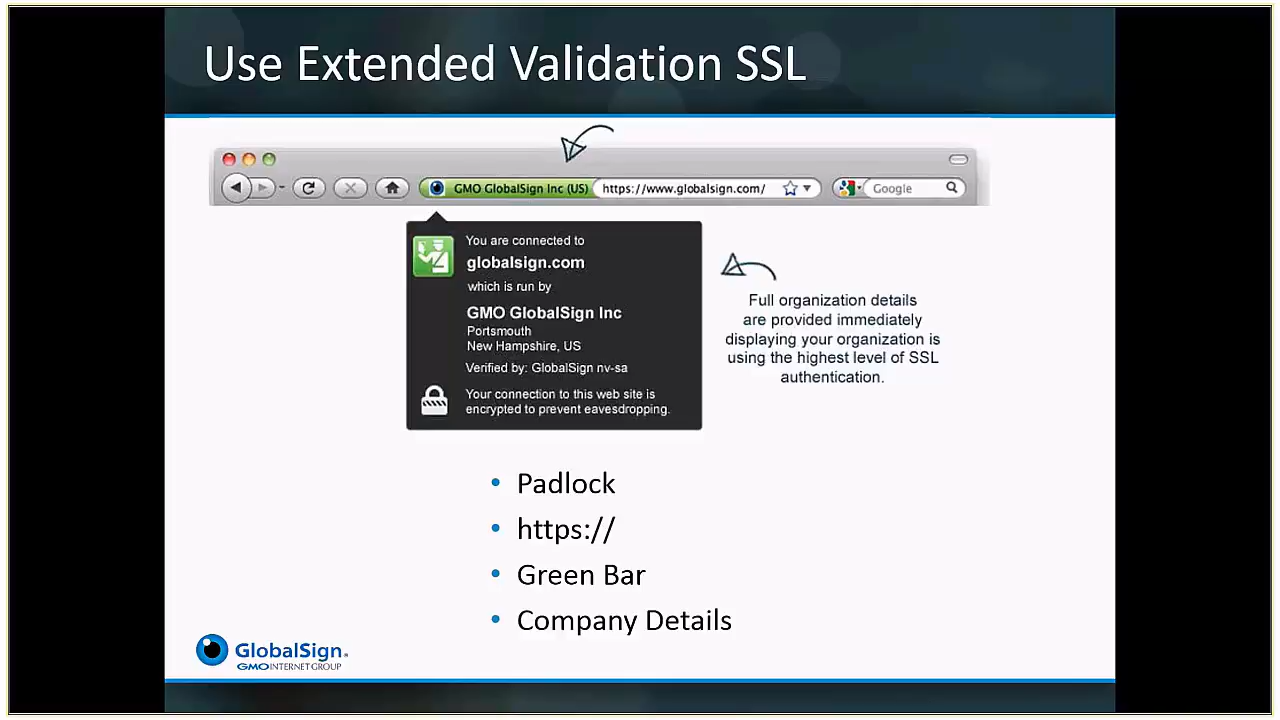 Use Extended Validation SSL
GMO GlobalSign Inc (US) https://www.globalsign.com/ Google
You are connected to
globalsign.com
which is run by
GMO GlobalSign Inc
Portsmouth
New Hampshire, US
Verified by: GlobalSign nv-sa
Your connection to this web site is
encrypted to prevent eavesdropping.
Full organization details
are provided immediately
displaying your organization is
using the highest level of SSL
authentication.
• Padlock
• https://
• Green Bar
• Company Details
GlobalSign
GMO INTERNET GROUP